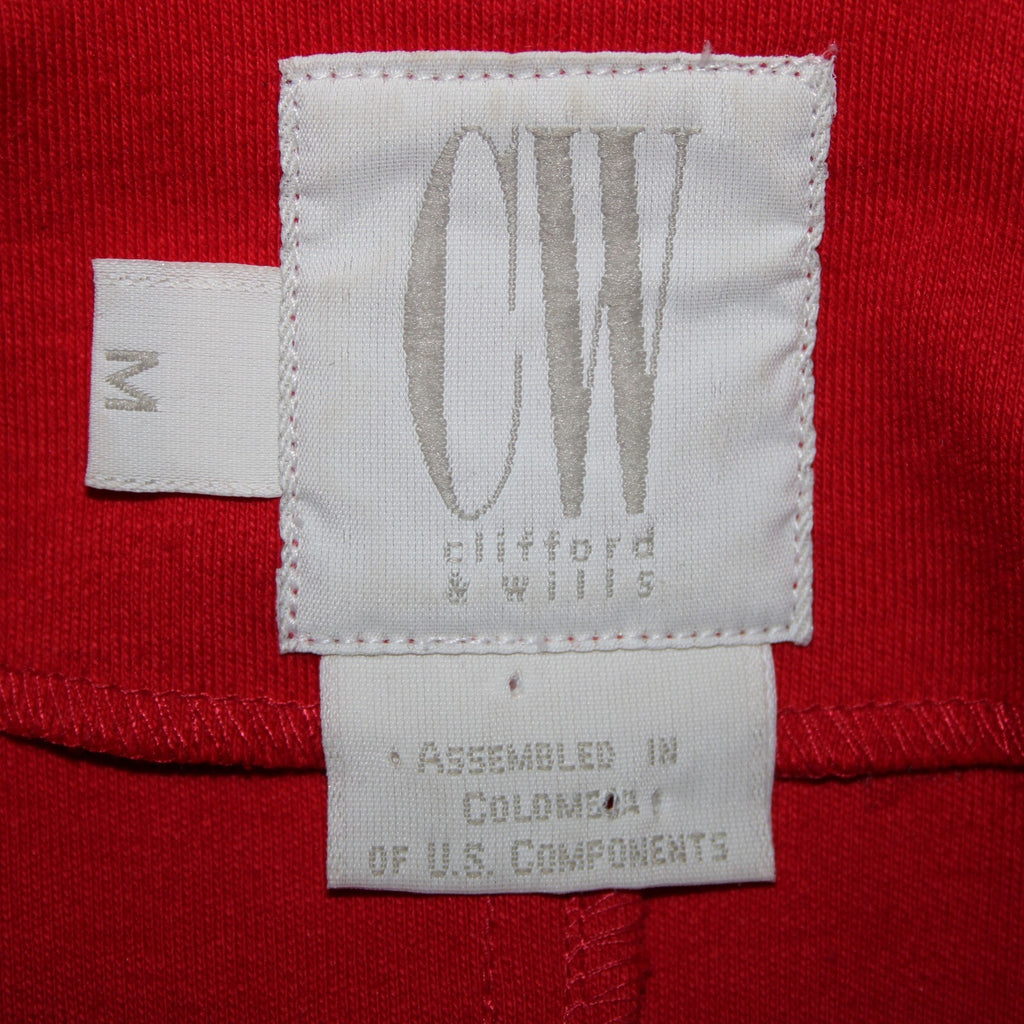 M
CW
clifford
& wills
ASSEMBLED IN
COLOMBIA
OF U.S. COMPONENTS